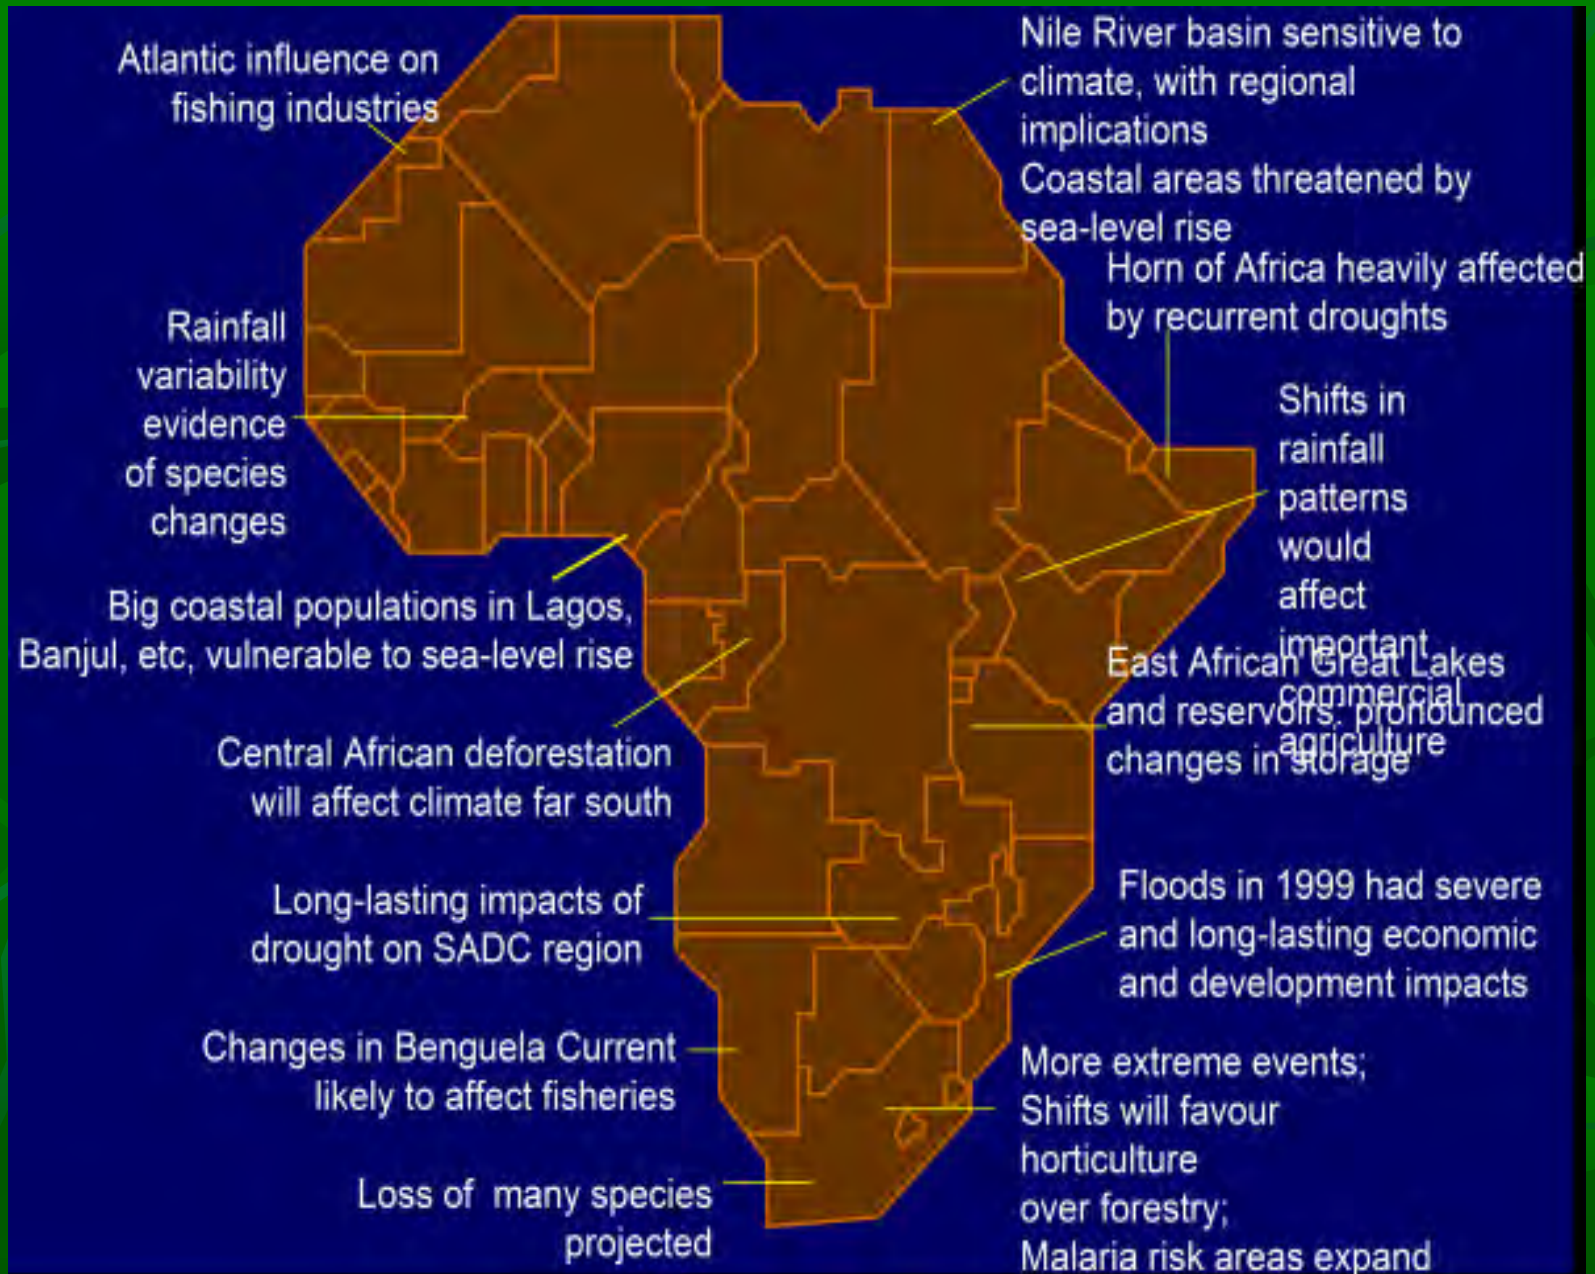 Atlantic influence on
fishing industries
Nile River basin sensitive to
climate, with regional
implications
Coastal areas threatened by
sea-level rise
Horn of Africa heavily affected
by recurrent droughts
Rainfall
variability
evidence
of species
changes
Shifts in
rainfall
patterns
would
affect
important
commercial
agriculture
Big coastal populations in Lagos,
Banjul, etc, vulnerable to sea-level rise
East African Great Lakes
and reservoirs: pronounced
changes in storage
Central African deforestation
will affect climate far south
Long-lasting impacts of
drought on SADC region
Floods in 1999 had severe
and long-lasting economic
and development impacts
Changes in Benguela Current
likely to affect fisheries
More extreme events;
Shifts will favour
horticulture
over forestry;
Malaria risk areas expand
Loss of many species
projected